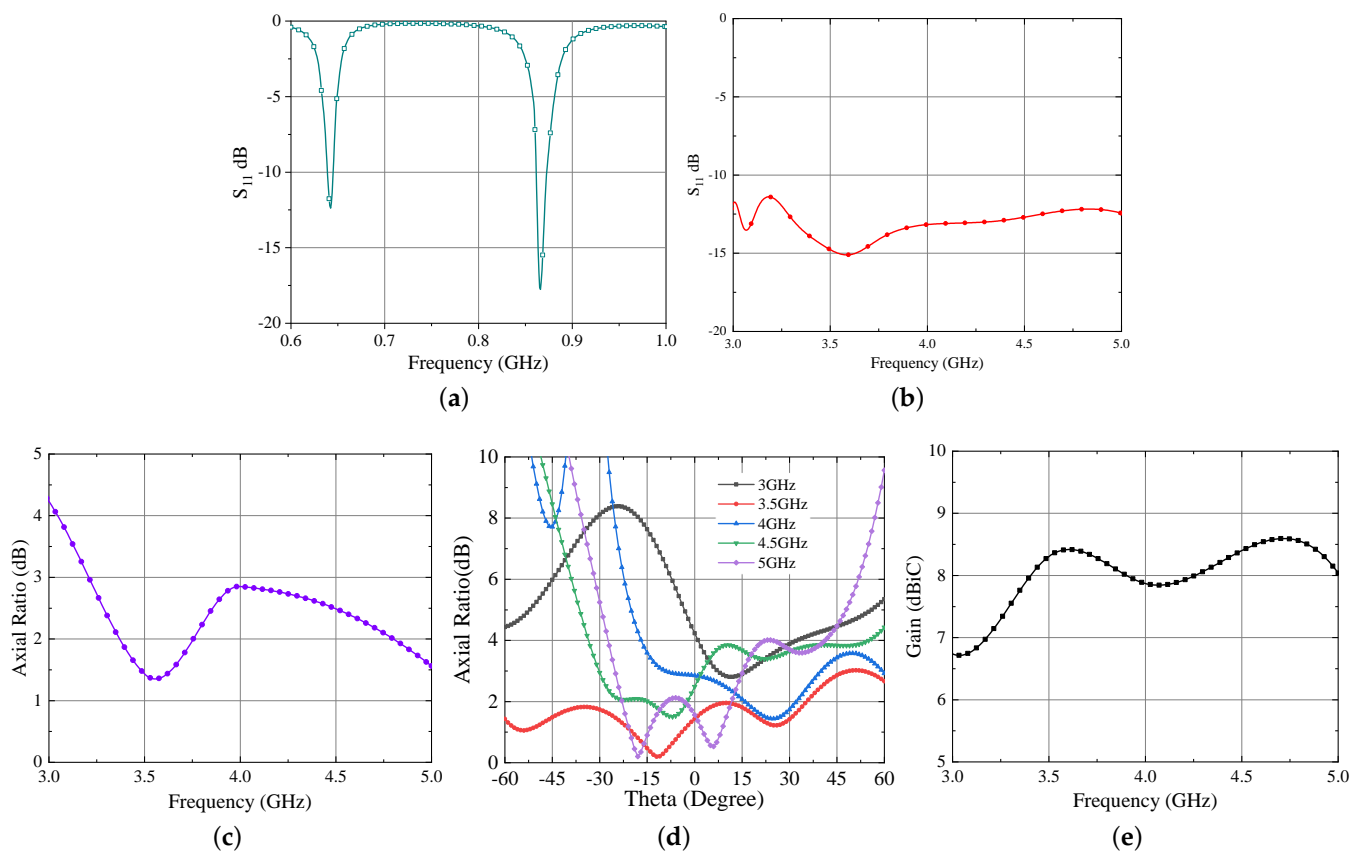 0
-5
-10
-15
-20
S11 dB
0.6 0.7 0.8 0.9 1.0
Frequency (GHz)
(a)
0
-5
-10
-15
-20
S11 dB
3.0 3.5 4.0 4.5 5.0
Frequency (GHz)
(b)
5
4
3
2
1
0
Axial Ratio (dB)
3.0 3.5 4.0 4.5 5.0
Frequency (GHz)
(c)
10
8
6
4
2
0
Axial Ratio(dB)
3GHz
3.5GHz
4GHz
4.5GHz
5GHz
-60 -45 -30 -15 0 15 30 45 60
Theta (Degree)
(d)
10
9
8
7
6
5
Gain (dBiC)
3.0 3.5 4.0 4.5 5.0
Frequency (GHz)
(e)